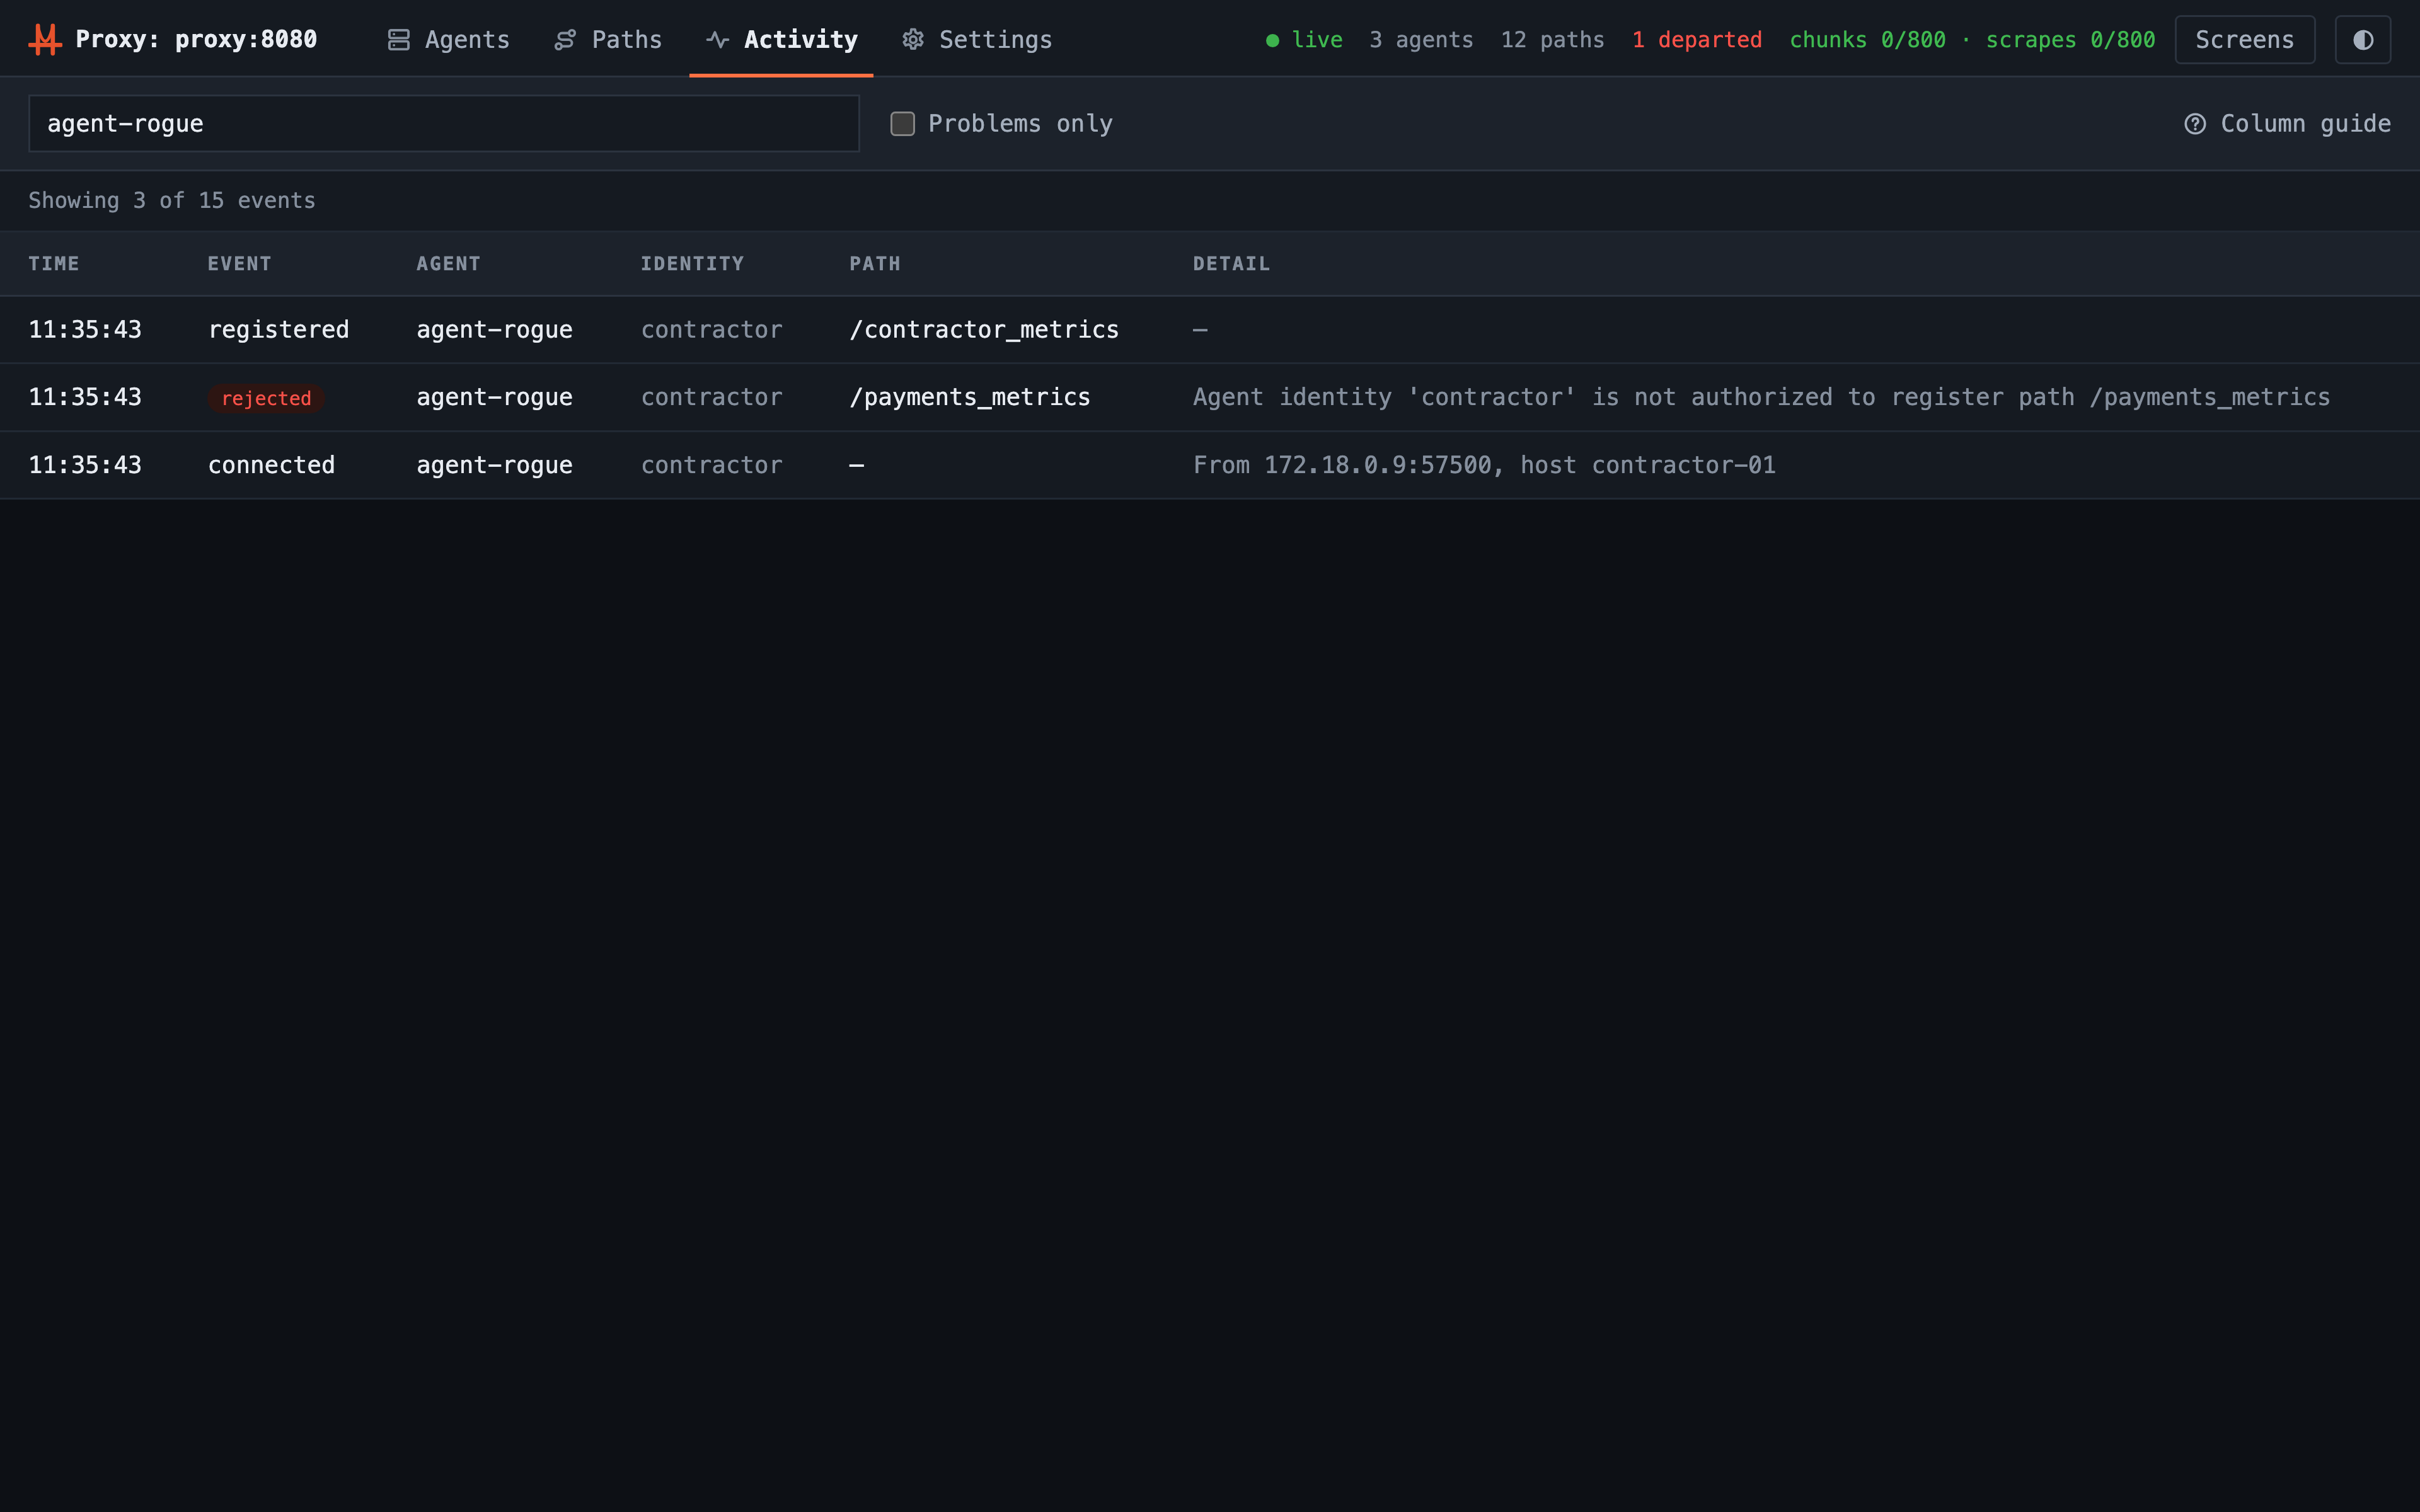 Proxy: proxy:8080 Agents Paths Activity Settings live 3 agents 12 paths 1 departed chunks 0/800 · scrapes 0/800 Screens
agent-rogue Problems only Column guide
Showing 3 of 15 events
TIME EVENT AGENT IDENTITY PATH DETAIL
11:35:43 registered agent-rogue contractor /contractor_metrics —
11:35:43 rejected agent-rogue contractor /payments_metrics Agent identity 'contractor' is not authorized to register path /payments_metrics
11:35:43 connected agent-rogue contractor — From 172.18.0.9:57500, host contractor-01